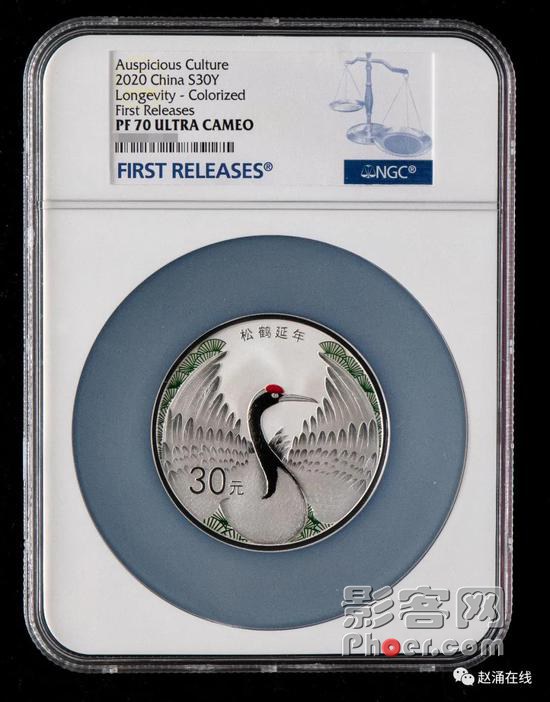 Auspicious Culture
2020 China S30Y
Longevity - Colorized
First Releases
PF 70 ULTRA CAMEO
FIRST RELEASES®
NGC®
松鹤延年
30元
影客网
Phoer.com
赵涌在线